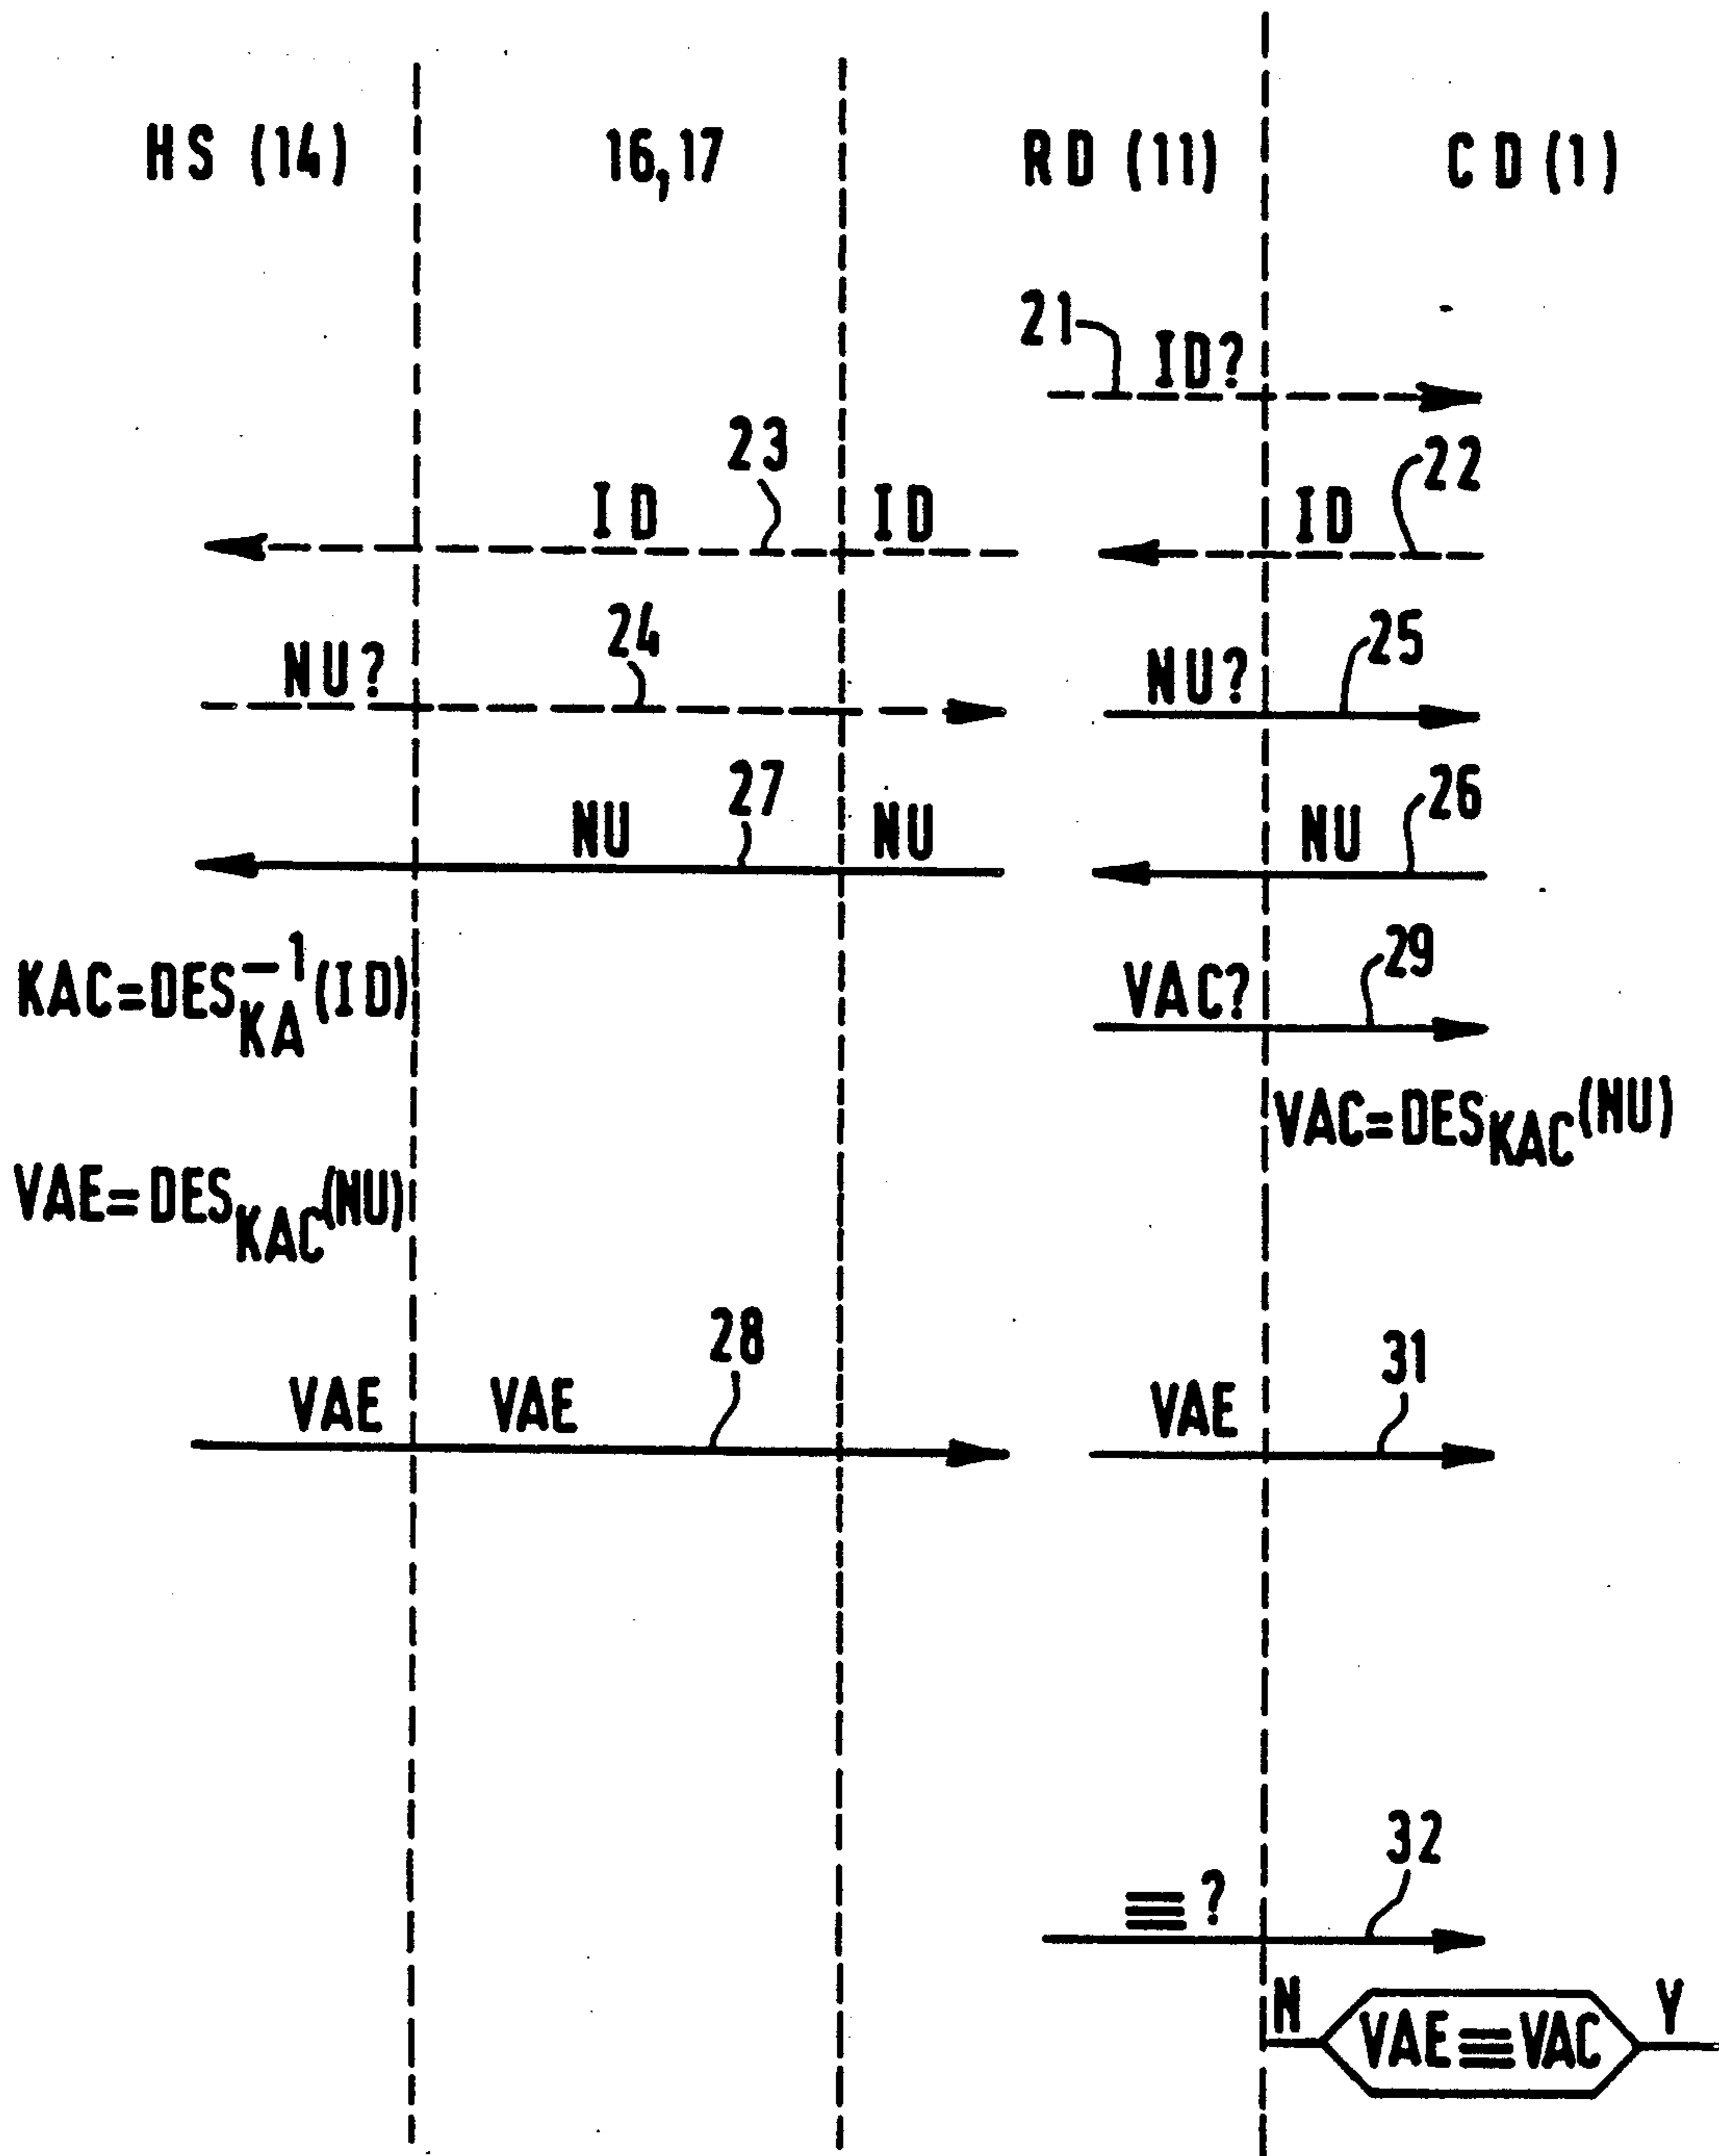 HS (14) 16,17 RD (11) CD (1)
21 ID?
23 22
ID ID ID
24 25
NU? NU?
27 26
NU NU NU
29
KAC=DES⁻¹KA(ID) VAC?
VAC=DESKAC(NU)
VAE=DESKAC(NU)
28 31
VAE VAE VAE
32
≡?
N VAE≡VAC Y